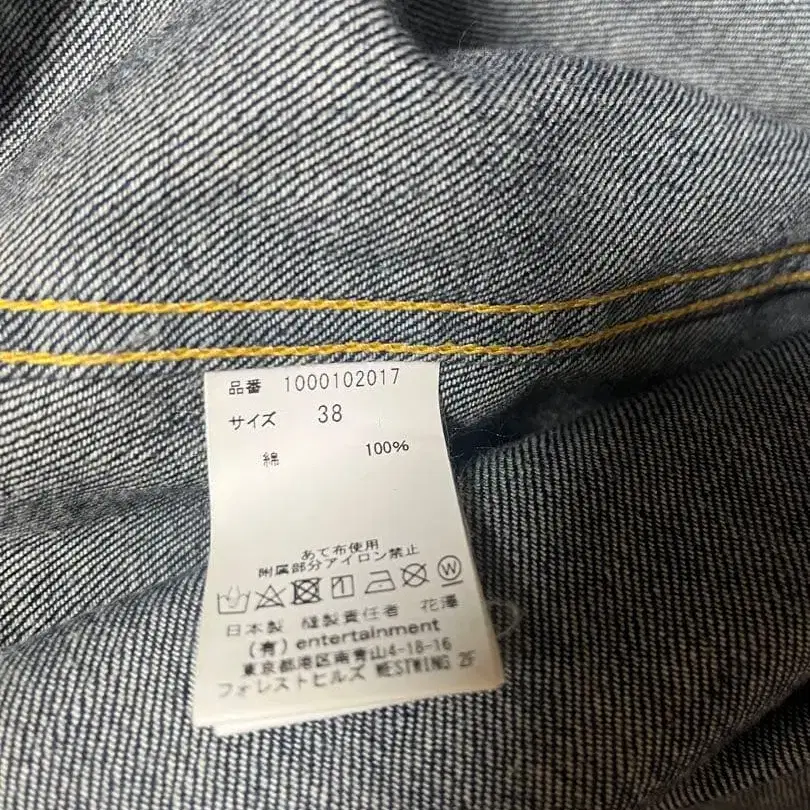 品番 1000102017
サイズ 38
綿 100%
あて布使用
附属部分アイロン禁止
W
日本製 縫製責任者 花澤
(有) entertainment
東京都港区南青山4-18-16
フォレストヒルズ WESTWING 2F